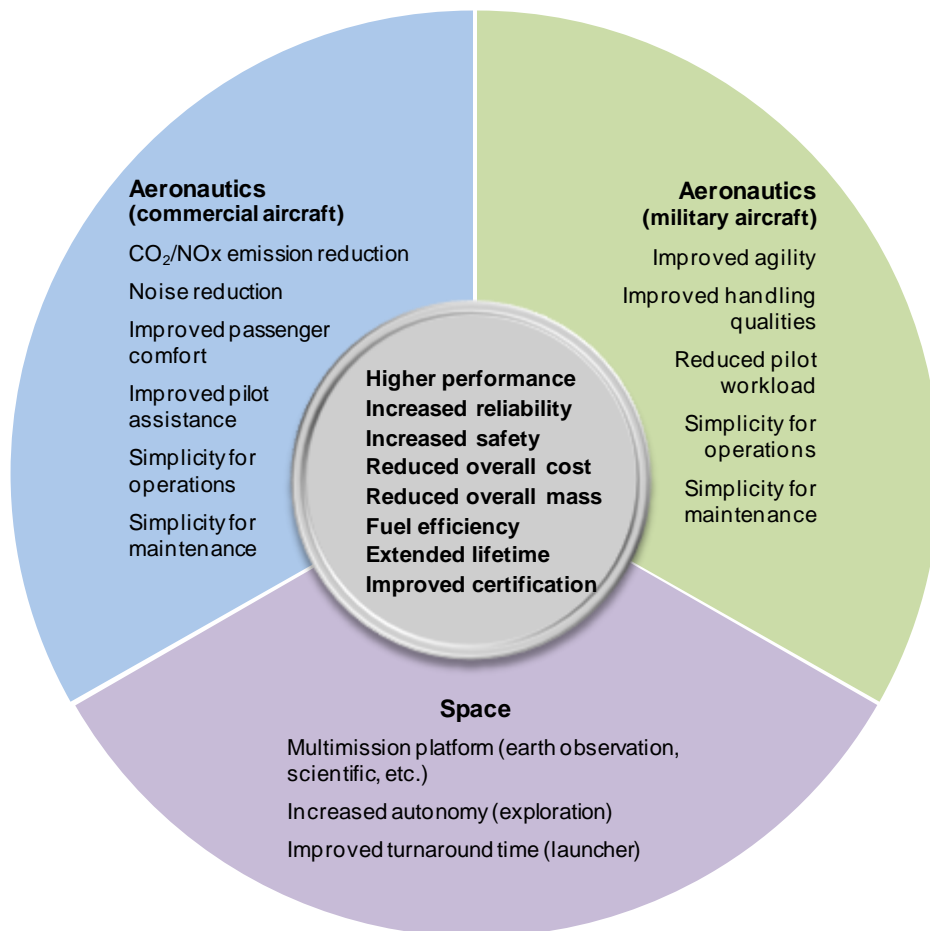 Aeronautics
(commercial aircraft)
CO₂/NOx emission reduction
Noise reduction
Improved passenger
comfort
Improved pilot
assistance
Simplicity for
operations
Simplicity for
maintenance
Aeronautics
(military aircraft)
Improved agility
Improved handling
qualities
Reduced pilot
workload
Simplicity for
operations
Simplicity for
maintenance
Higher performance
Increased reliability
Increased safety
Reduced overall cost
Reduced overall mass
Fuel efficiency
Extended lifetime
Improved certification
Space
Multimission platform (earth observation,
scientific, etc.)
Increased autonomy (exploration)
Improved turnaround time (launcher)